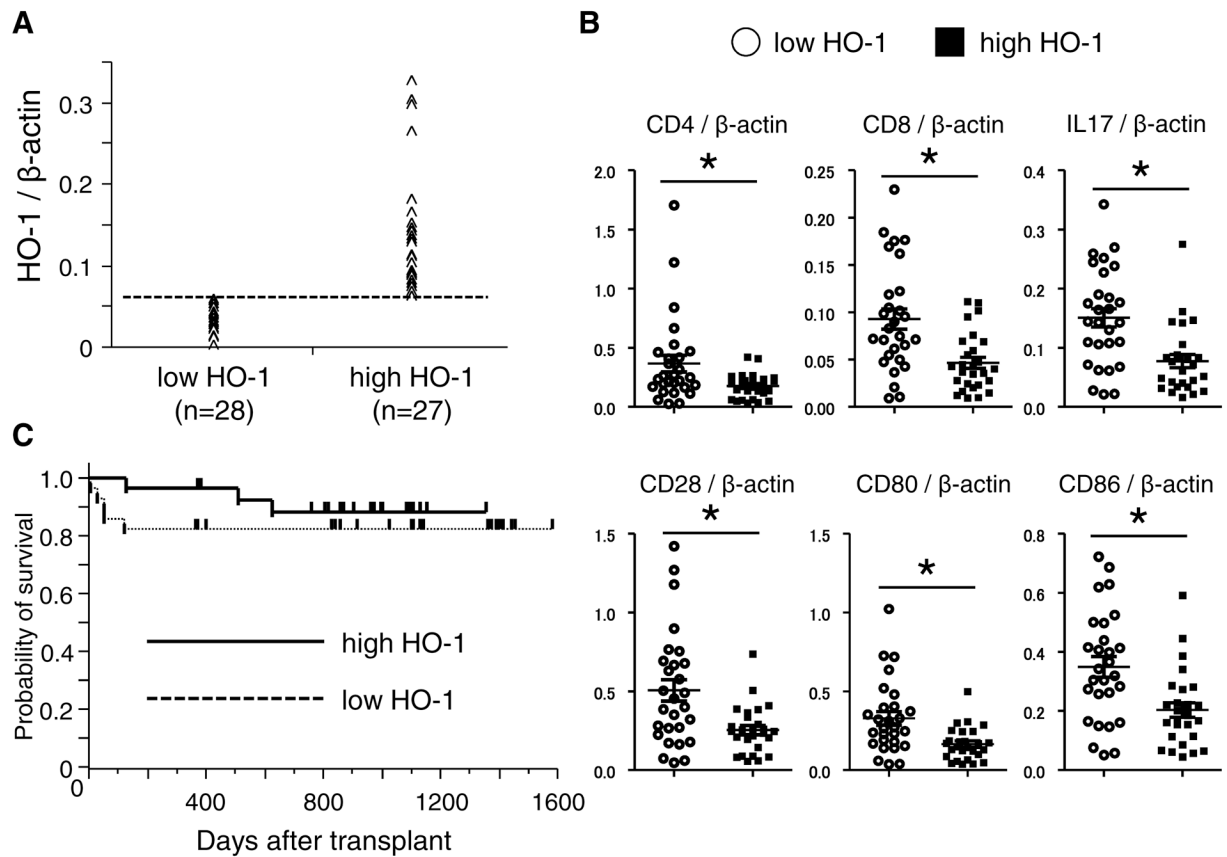 A
HO-1 / β-actin
0.3
0.2
0.1
0
low HO-1
(n=28)
high HO-1
(n=27)
B
low HO-1
high HO-1
CD4 / β-actin
*
2.0
1.5
1.0
0.5
0.0
CD8 / β-actin
*
0.25
0.20
0.15
0.10
0.05
0.00
IL17 / β-actin
*
0.4
0.3
0.2
0.1
0.0
CD28 / β-actin
*
1.5
1.0
0.5
0.0
CD80 / β-actin
*
1.5
1.0
0.5
0.0
CD86 / β-actin
*
0.8
0.6
0.4
0.2
0.0
C
Probability of survival
1.0
0.8
0.6
0.4
0.2
0
high HO-1
low HO-1
0
400
800
1200
1600
Days after transplant